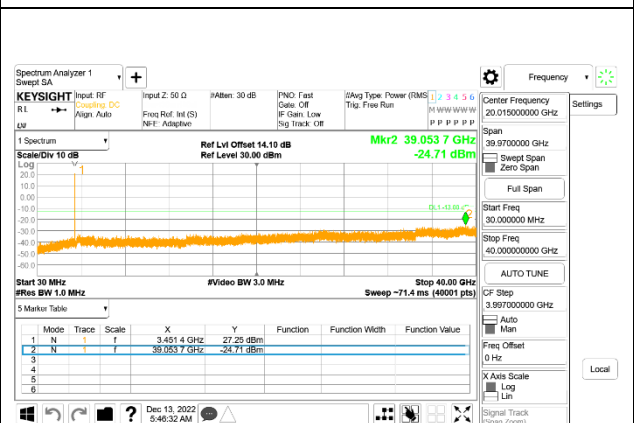 Spectrum Analyzer 1
Swept SA
Frequency
KEYSIGHT
Input: RF
Input Z: 50 Ω
#Atten: 30 dB
PNO: Fast
#Avg Type: Power (RMS
1 2 3 4 5 6
RL
Coupling: DC
Gate: Off
Trig: Free Run
M W W W W W
Align: Auto
Freq Ref: Int (S)
IF Gain: Low
NFE: Adaptive
Sig Track: Off
P P P P P P
Center Frequency
20.015000000 GHz
Settings
Span
39.9700000 GHz
Swept Span
Zero Span
Full Span
Start Freq
30.000000 MHz
Stop Freq
40.000000000 GHz
AUTO TUNE
CF Step
3.997000000 GHz
Auto
Man
Freq Offset
0 Hz
X Axis Scale
Log
Lin
Local
Signal Track
(Span Zoom)
1 Spectrum
Ref Lvl Offset 14.10 dB
Mkr2 39.053 7 GHz
Scale/Div 10 dB
Ref Level 30.00 dBm
-24.71 dBm
Log
1
20.0
10.0
0.00
-10.0
-20.0
-30.0
-40.0
-50.0
-60.0
Start 30 MHz
#Video BW 3.0 MHz
Stop 40.00 GHz
#Res BW 1.0 MHz
Sweep ~71.4 ms (40001 pts)
5 Marker Table
Mode Trace Scale X Y Function Function Width Function Value
1 N 1 f 3.451 4 GHz 27.25 dBm
2 N 1 f 39.053 7 GHz -24.71 dBm
3
4
5
6
?
Dec 13, 2022
5:46:32 AM